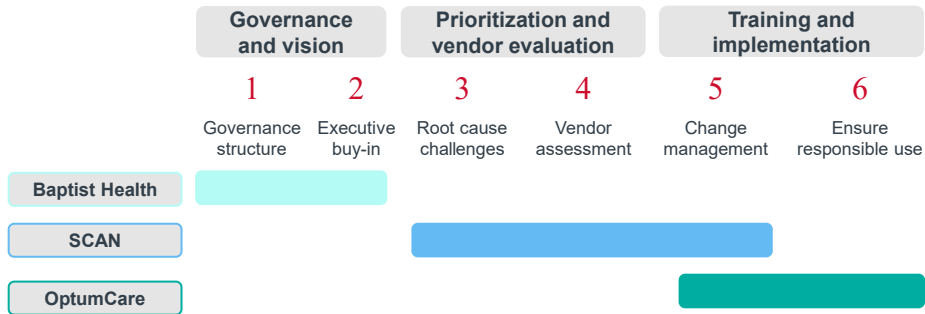 Governance
and vision
Prioritization and
vendor evaluation
Training and
implementation
1
2
3
4
5
6
Governance
structure
Executive
buy-in
Root cause
challenges
Vendor
assessment
Change
management
Ensure
responsible use
Baptist Health
SCAN
OptumCare